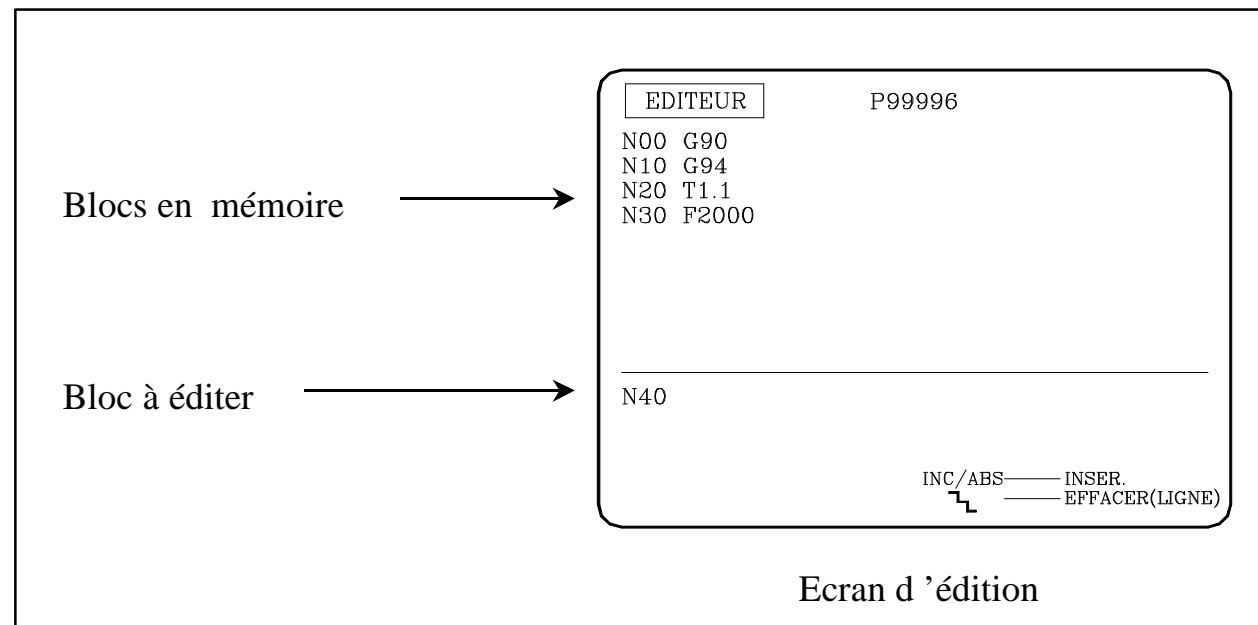 EDITEUR P99996
N00 G90
N10 G94
N20 T1.1
N30 F2000
Blocs en mémoire
Bloc à éditer
N40
INC/ABS INSER.
EFFACER(LIGNE)
Ecran d ’édition